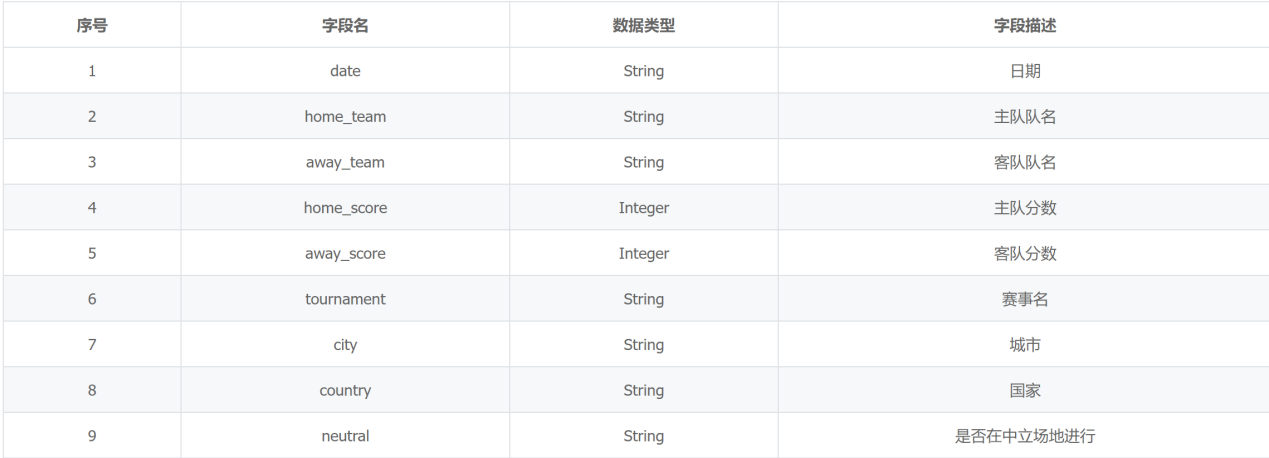 序号 字段名 数据类型 字段描述
1 date String 日期
2 home_team String 主队队名
3 away_team String 客队队名
4 home_score Integer 主队分数
5 away_score Integer 客队分数
6 tournament String 赛事名
7 city String 城市
8 country String 国家
9 neutral String 是否在中立场地进行